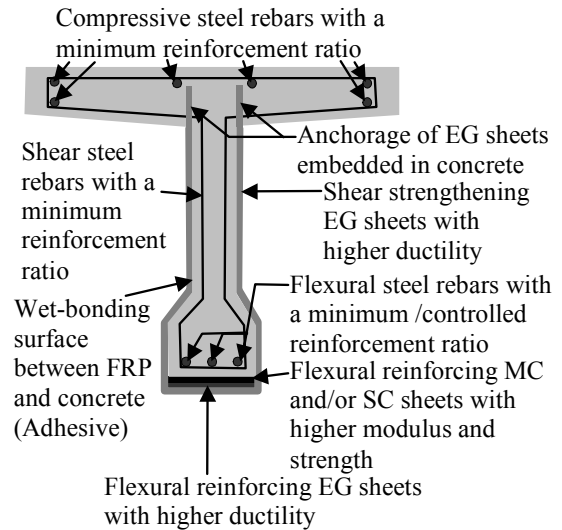 Compressive steel rebars with a
minimum reinforcement ratio
Anchorage of EG sheets
embedded in concrete
Shear steel
rebars with a
minimum
reinforcement
ratio
Shear strengthening
EG sheets with
higher ductility
Flexural steel rebars with
a minimum /controlled
reinforcement ratio
Wet-bonding
surface
between FRP
and concrete
(Adhesive)
Flexural reinforcing MC
and/or SC sheets with
higher modulus and
strength
Flexural reinforcing EG sheets
with higher ductility